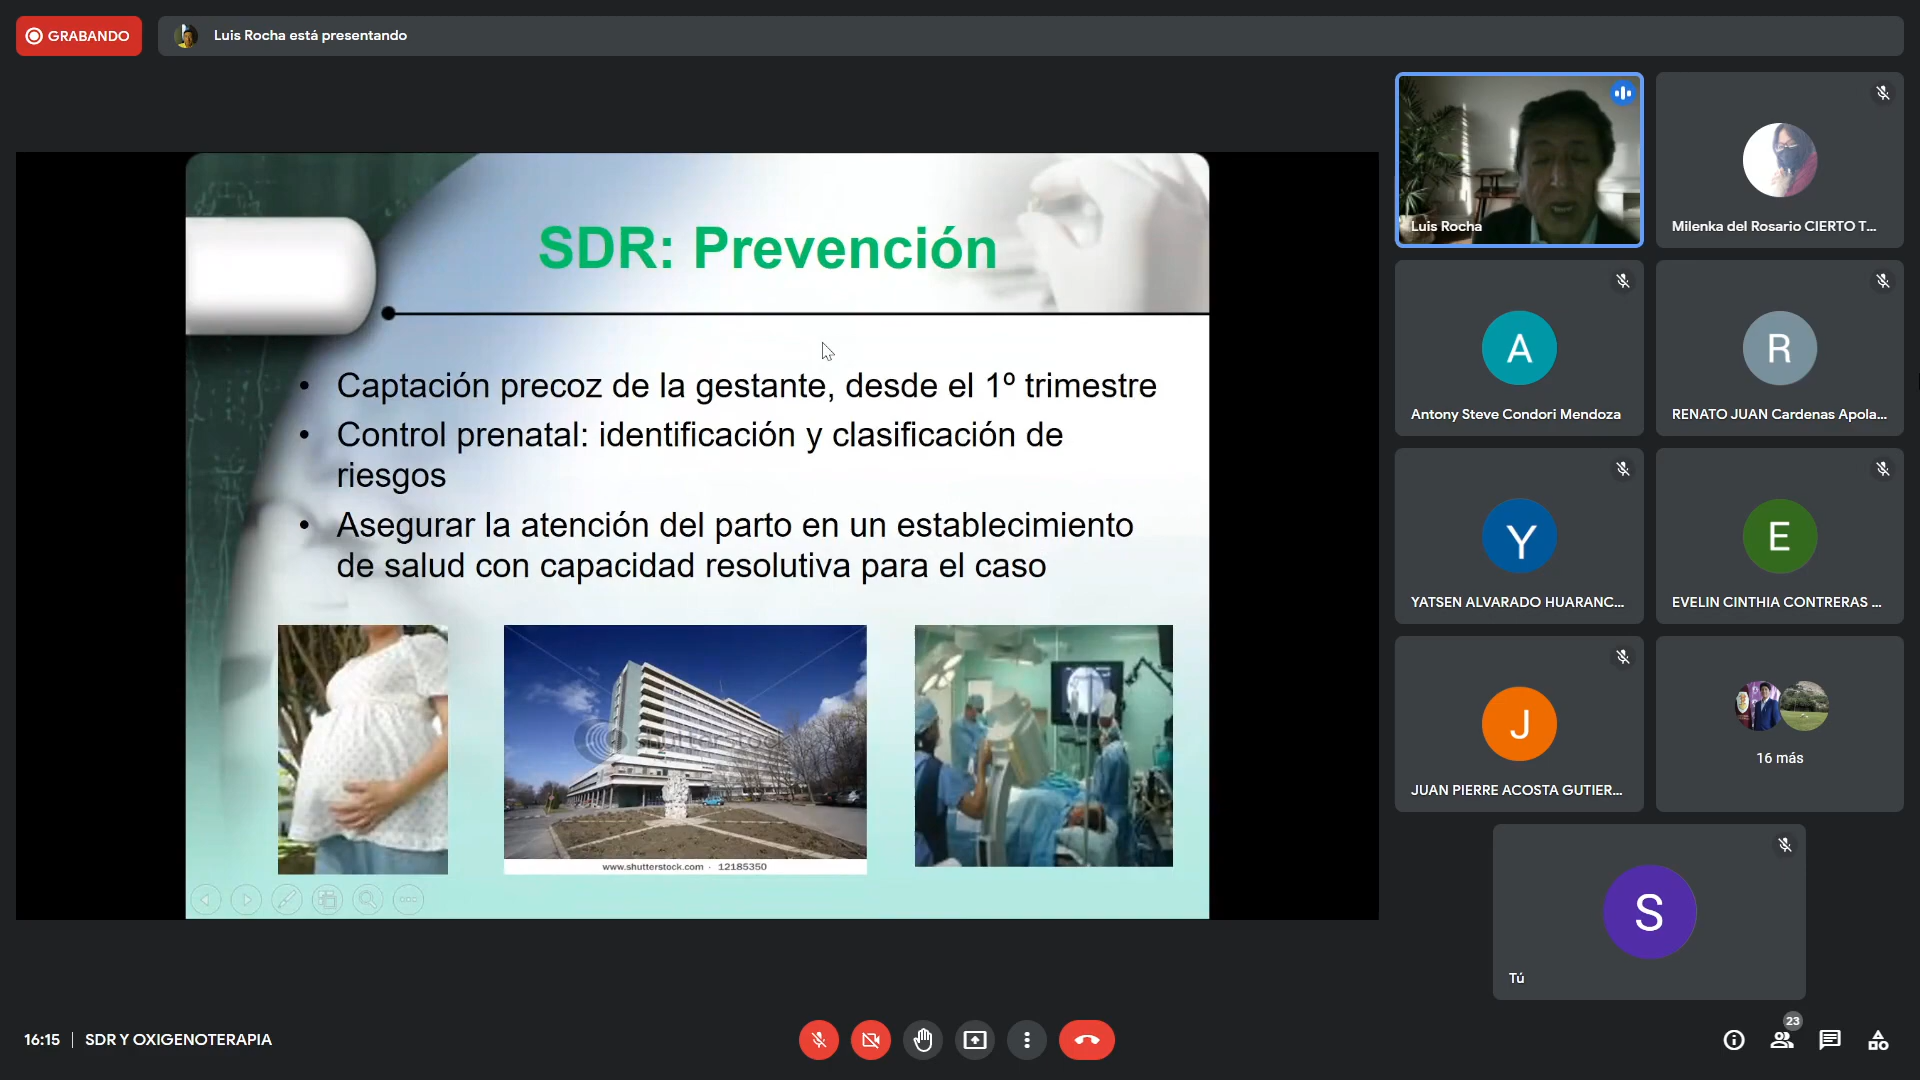 GRABANDO
Luis Rocha está presentando
SDR: Prevención
• Captación precoz de la gestante, desde el 1º trimestre
• Control prenatal: identificación y clasificación de
riesgos
• Asegurar la atención del parto en un establecimiento
de salud con capacidad resolutiva para el caso
shutterstock
www.shutterstock.com · 12185350
Luis Rocha
Milenka del Rosario CIERTO T...
A
Antony Steve Condori Mendoza
R
RENATO JUAN Cardenas Apola...
Y
YATSEN ALVARADO HUARANC...
E
EVELIN CINTHIA CONTRERAS ...
J
JUAN PIERRE ACOSTA GUTIER...
16 más
S
Tú
16:15 | SDR Y OXIGENOTERAPIA
23